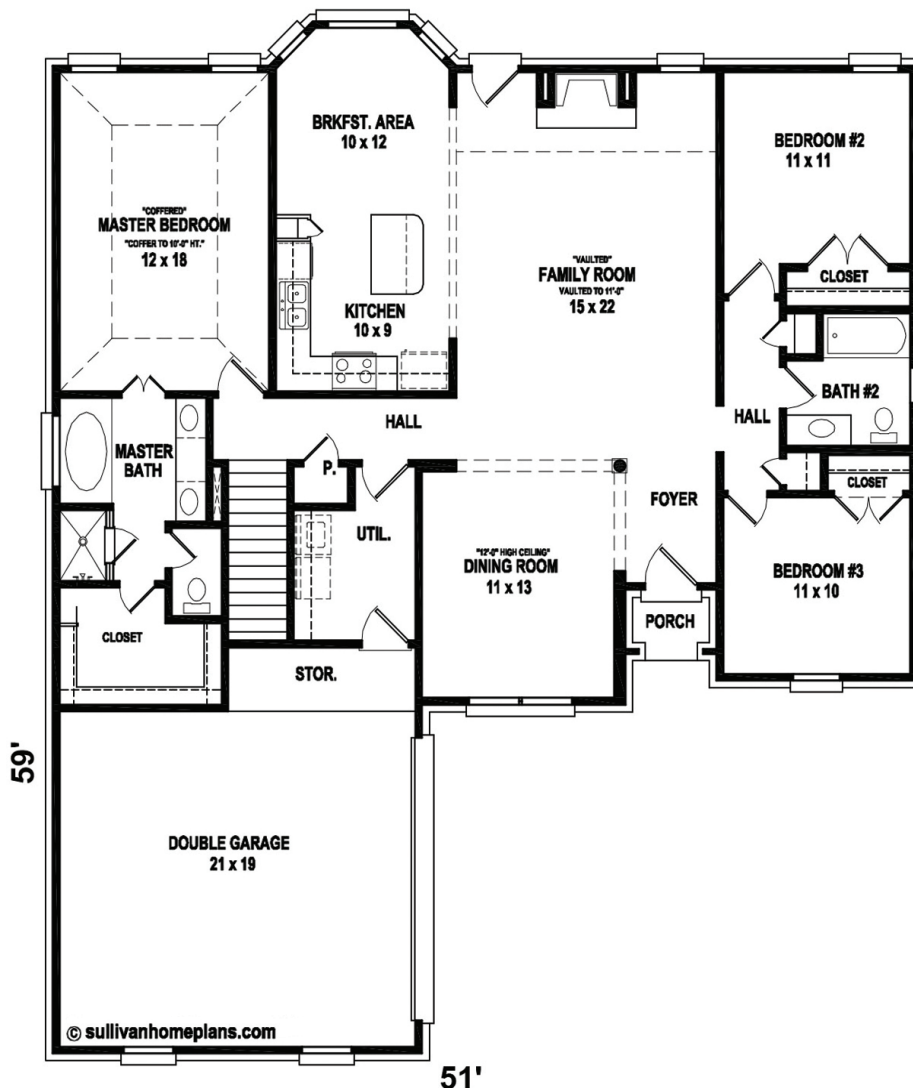 BRKFST. AREA
10 x 12
BEDROOM #2
11 x 11
"COFFERED"
MASTER BEDROOM
"COFFER TO 10'-0" HT."
12 x 18
"VAULTED"
FAMILY ROOM
VAULTED TO 11'-0"
15 x 22
CLOSET
KITCHEN
10 x 9
BATH #2
HALL
HALL
MASTER
BATH
P.
CLOSET
FOYER
UTIL.
"12'-0" HIGH CEILING"
DINING ROOM
11 x 13
BEDROOM #3
11 x 10
PORCH
CLOSET
STOR.
59'
DOUBLE GARAGE
21 x 19
© sullivanhomeplans.com
51'